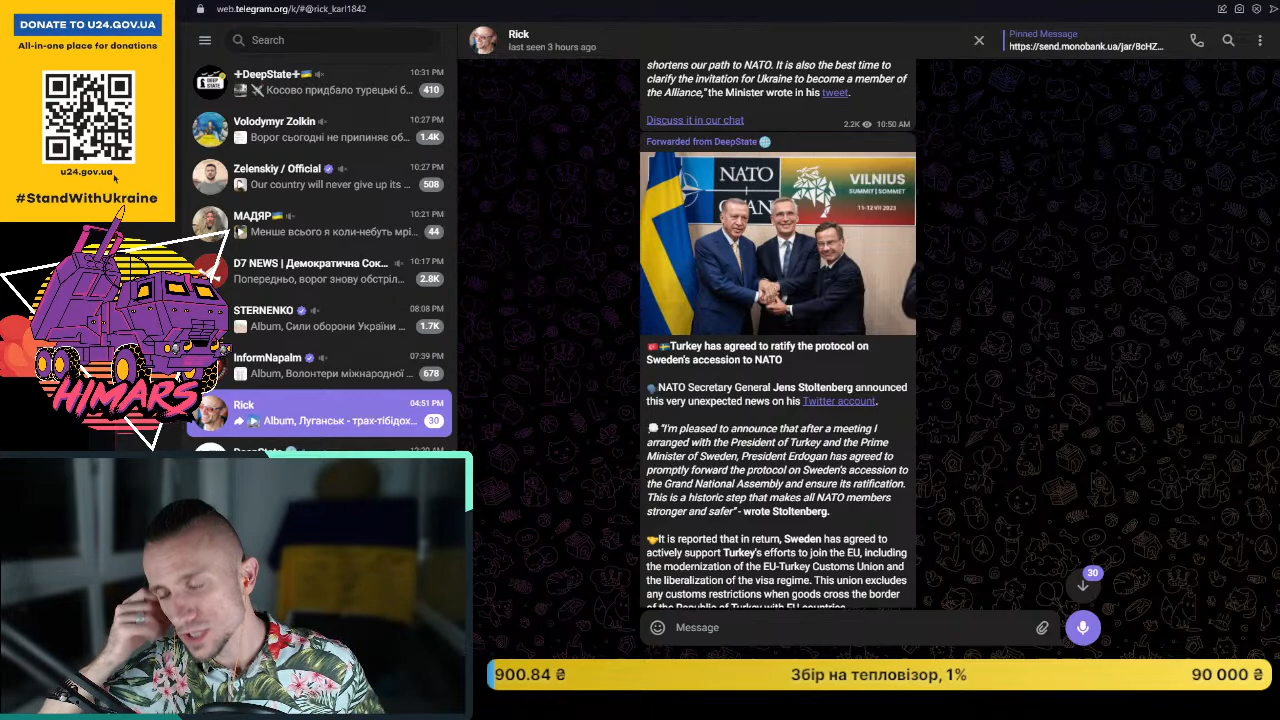 DONATE TO U24.GOV.UA
All-in-one place for donations
u24.gov.ua
#StandWithUkraine
HIMARS
web.telegram.org/k/#@rick_karl1842
Search
+DeepState+
10:31 PM
Косово придбало турецькі б...
410
Volodymyr Zolkin
10:27 PM
Ворог сьогодні не припиняє об...
1.4K
Zelenskiy / Official
10:27 PM
Our country will never give up its ...
508
МАДЯР
10:21 PM
Менше всього я коли-небуть мрі...
44
D7 NEWS | Демократична Сок...
10:17 PM
Попередньо, ворог знову обстріл...
2.8K
STERNENKO
08:08 PM
Album, Сили оборони України ...
1.7K
InformNapalm
07:39 PM
Album, Волонтери міжнародної ...
678
Rick
04:51 PM
Album, Луганськ - трах-тібідох...
30
Rick
last seen 3 hours ago
Pinned Message
https://send.monobank.ua/jar/8cHZ...
shortens our path to NATO. It is also the best time to
clarify the invitation for Ukraine to become a member of
the Alliance," the Minister wrote in his tweet.
Discuss it in our chat
2.2K 10:50 AM
Forwarded from DeepState
NATO
OTAN
VILNIUS
SUMMIT | SOMMET
11-12 VII 2023
Turkey has agreed to ratify the protocol on
Sweden's accession to NATO
NATO Secretary General Jens Stoltenberg announced
this very unexpected news on his Twitter account.
"I'm pleased to announce that after a meeting I
arranged with the President of Turkey and the Prime
Minister of Sweden, President Erdogan has agreed to
promptly forward the protocol on Sweden's accession to
the Grand National Assembly and ensure its ratification.
This is a historic step that makes all NATO members
stronger and safer" - wrote Stoltenberg.
It is reported that in return, Sweden has agreed to
actively support Turkey's efforts to join the EU, including
the modernization of the EU-Turkey Customs Union and
the liberalization of the visa regime. This union excludes
any customs restrictions when goods cross the border
of the Republic of Turkey with EU countries.
30
Message
900.84 ₴
Збір на тепловізор, 1%
90 000 ₴